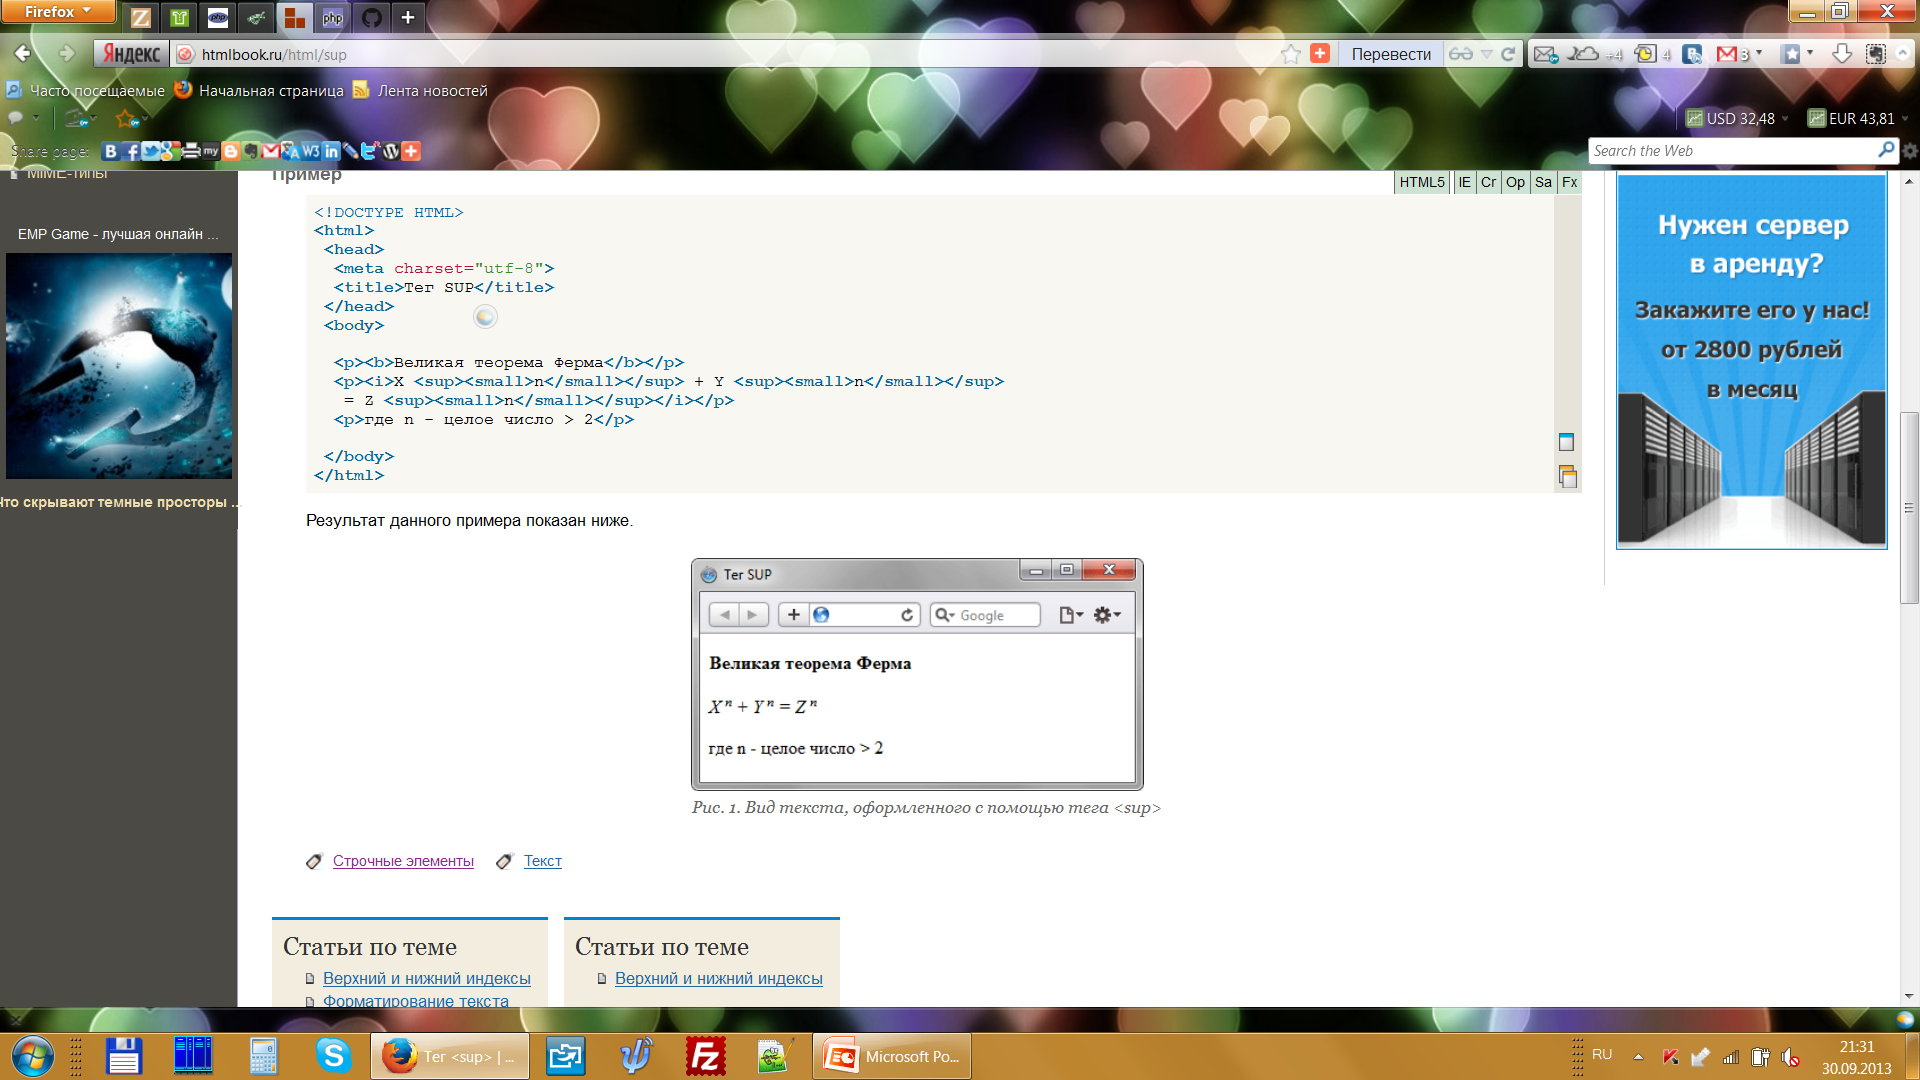 Firefox
Яндекс
htmlbook.ru/html/sup
Перевести
+4
4
3
Часто посещаемые
Начальная страница
Лента новостей
USD 32,48
EUR 43,81
Share page:
Search the Web
MIME-типы
EMP Game - лучшая онлайн ...
Что скрывают темные просторы ...
Пример
HTML5 IE Cr Op Sa Fx
<!DOCTYPE HTML>
<html>
<head>
<meta charset="utf-8">
<title>Тег SUP</title>
</head>
<body>
<p><b>Великая теорема Ферма</b></p>
<p><i>X <sup><small>n</small></sup> + Y <sup><small>n</small></sup>
= Z <sup><small>n</small></sup></i></p>
<p>где n - целое число > 2</p>
</body>
</html>
Результат данного примера показан ниже.
Тег SUP
Google
Великая теорема Ферма
X n + Y n = Z n
где n - целое число > 2
Рис. 1. Вид текста, оформленного с помощью тега <sup>
Строчные элементы
Текст
Статьи по теме
Верхний и нижний индексы
Форматирование текста
Статьи по теме
Верхний и нижний индексы
Нужен сервер
в аренду?
Закажите его у нас!
от 2800 рублей
в месяц
Тег <sup> | ...
Microsoft Po...
RU
21:31
30.09.2013